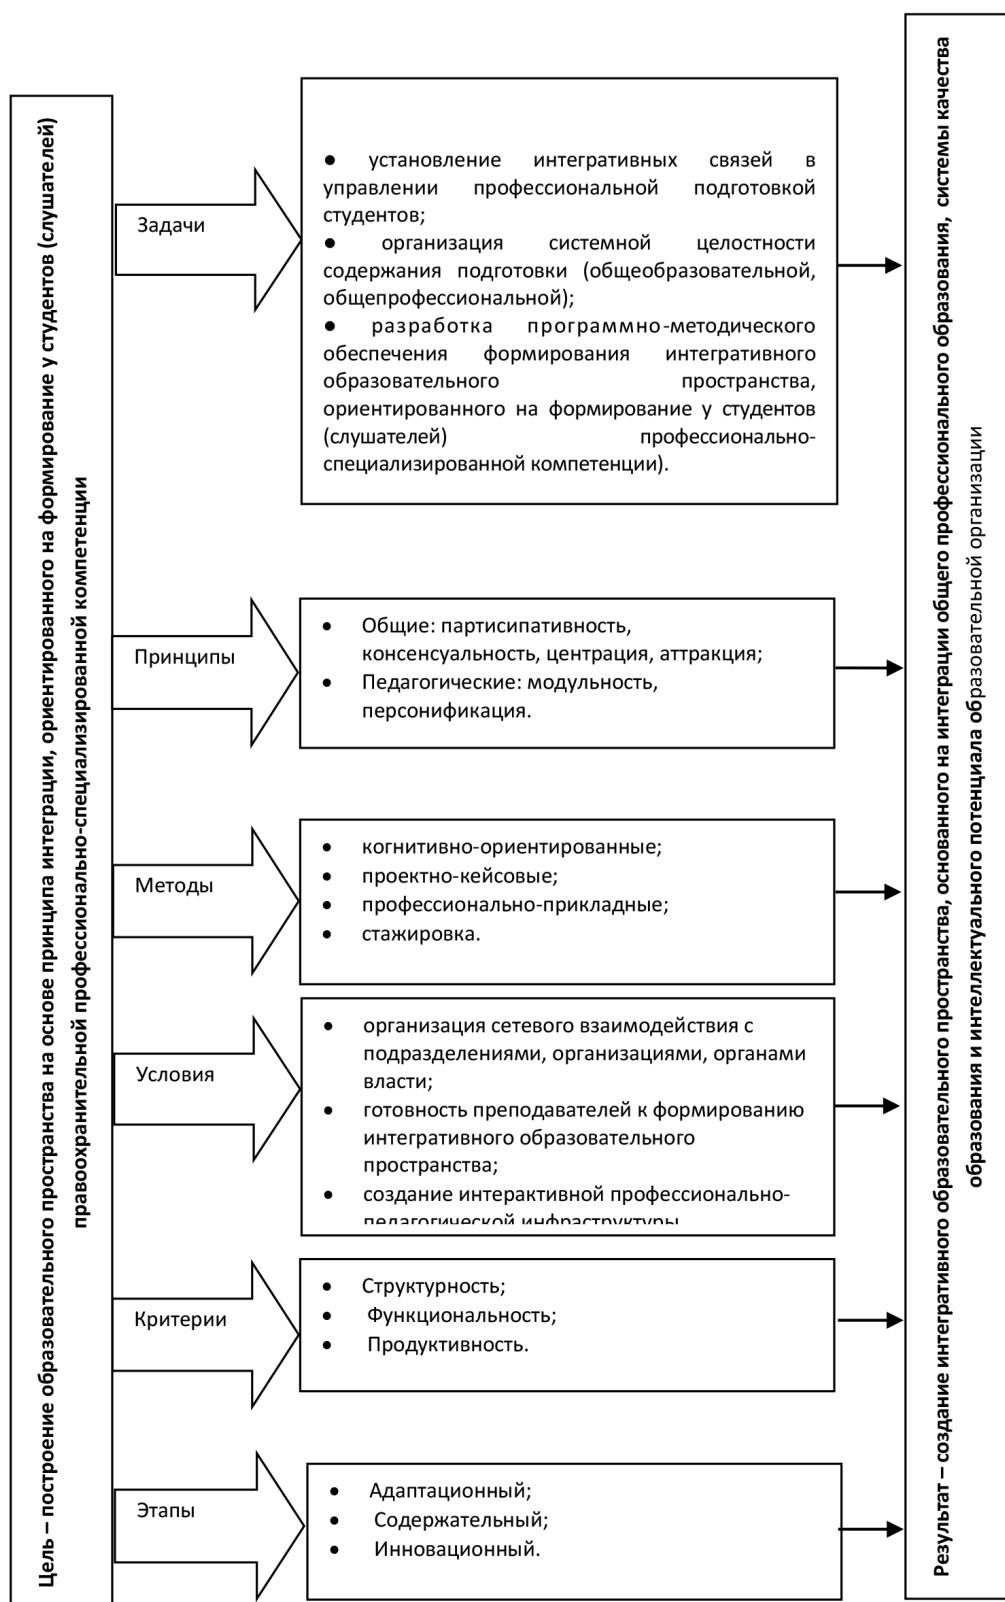 Цель – построение образовательного пространства на основе принципа интеграции, ориентированного на формирование у студентов (слушателей)
правоохранительной профессионально-специализированной компетенции
Задачи
● установление интегративных связей в
управлении профессиональной подготовкой
студентов;
● организация системной целостности
содержания подготовки (общеобразовательной,
общепрофессиональной);
● разработка программно-методического
обеспечения формирования интегративного
образовательного пространства,
ориентированного на формирование у студентов
(слушателей) профессионально-
специализированной компетенции).
Принципы
● Общие: партисипативность,
консенсуальность, центрация, аттракция;
● Педагогические: модульность,
персонификация.
Методы
● когнитивно-ориентированные;
● проектно-кейсовые;
● профессионально-прикладные;
● стажировка.
Условия
● организация сетевого взаимодействия с
подразделениями, организациями, органами
власти;
● готовность преподавателей к формированию
интегративного образовательного
пространства;
● создание интерактивной профессионально-
педагогической инфраструктуры
Критерии
● Структурность;
● Функциональность;
● Продуктивность.
Этапы
● Адаптационный;
● Содержательный;
● Инновационный.
Результат – создание интегративного образовательного пространства, основанного на интеграции общего профессионального образования, системы качества
образования и интеллектуального потенциала образовательной организации